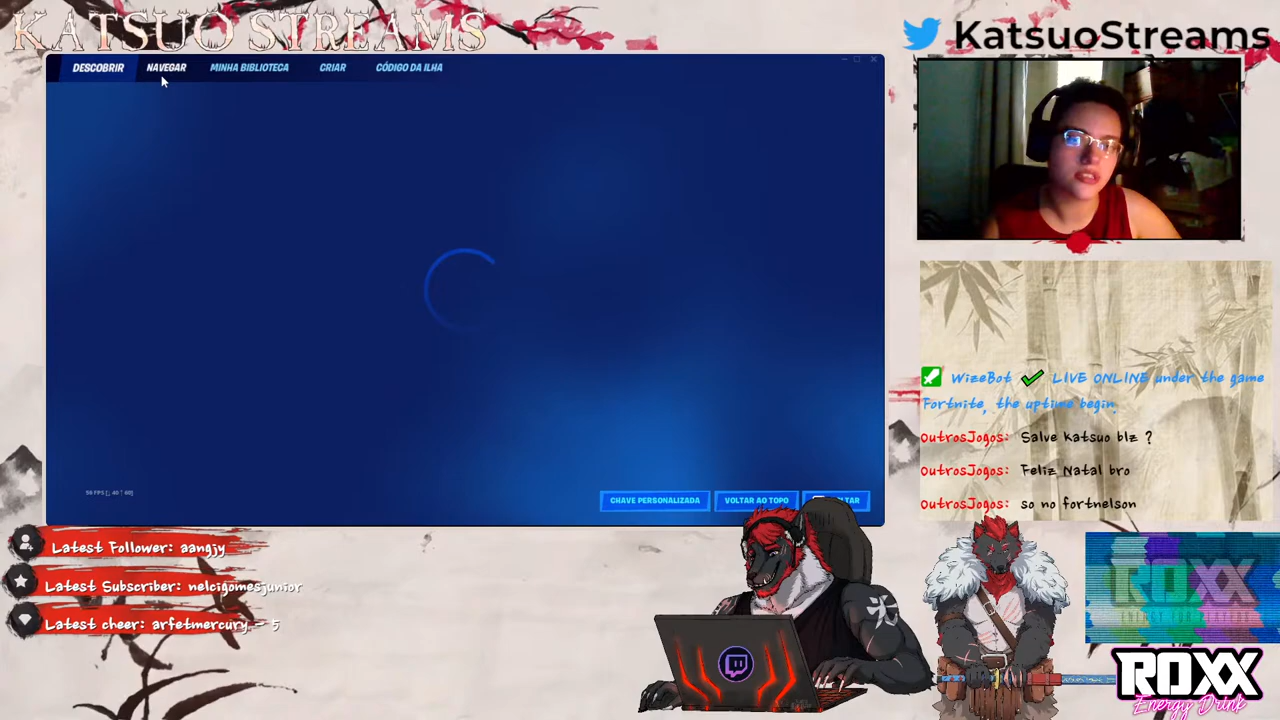 KATSUO STREAMS
KatsuoStreams
DESCOBRIR NAVEGAR MINHA BIBLIOTECA CRIAR CÓDIGO DA ILHA
WizeBot LIVE ONLINE under the game
Fortnite, the uptime begin.
OutrosJogos: Salve Katsuo blz ?
OutrosJogos: Feliz Natal bro
OutrosJogos: so no fortnelson
CHAVE PERSONALIZADA VOLTAR AO TOPO
Latest Follower: aangjy
Latest Subscriber: nelcigomesjunior
Latest cheer: arfetmercury - 5
ROXX
ROXX
Energy Drink